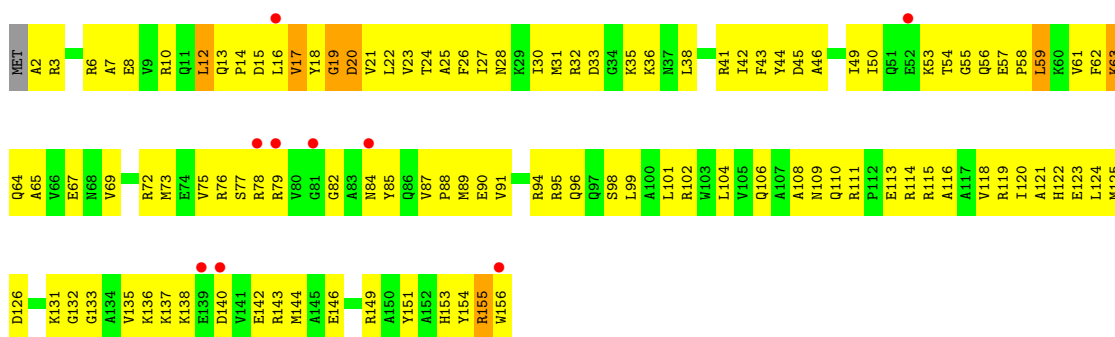 MET A2 R3 R6 A7 E8 V9 R10 Q11 L12 Q13 P14 D15 L16 V17 Y18 G19 D20 V21 L22 V23 T24 A25 F26 I27 N28 K29 I30 M31 R32 D33 G34 K35 K36 N37 L38 R41 I42 F43 Y44 D45 A46 I49 I50 Q51 E52 K53 T54 G55 Q56 E57 P58 L59 K60 V61 F62
Q64 A65 V66 E67 N68 V69 R72 M73 E74 V75 R76 S77 R78 R79 V80 G81 G82 A83 N84 Y85 Q86 V87 P88 M89 E90 V91 R94 R95 Q96 Q97 S98 L99 A100 L101 R102 W103 L104 V105 Q106 A107 A108 N109 Q110 R111 P112 E113 R114 R115 A116 A117 V118 R119 I120 A121 H122 E123 L124
D126 K131 G132 G133 A134 V135 K136 K137 K138 E139 D140 V141 E142 R143 M144 A145 E146 R149 A150 Y151 A152 H153 Y154 R155 W156